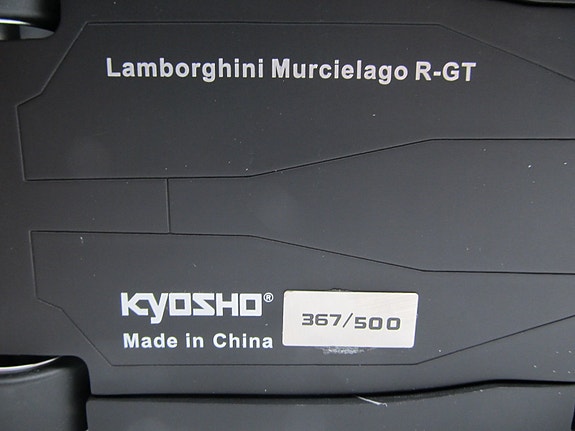 Lamborghini Murcielago R-GT
KYOSHO®
367/500
Made in China